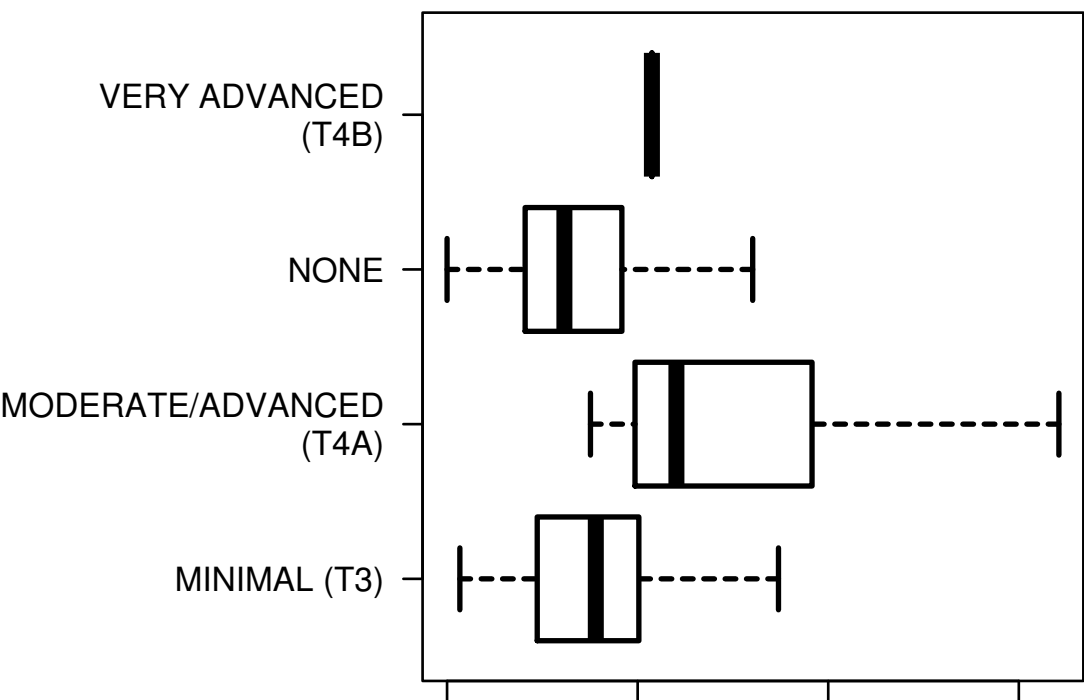 VERY ADVANCED
(T4B)
NONE
MODERATE/ADVANCED
(T4A)
MINIMAL (T3)